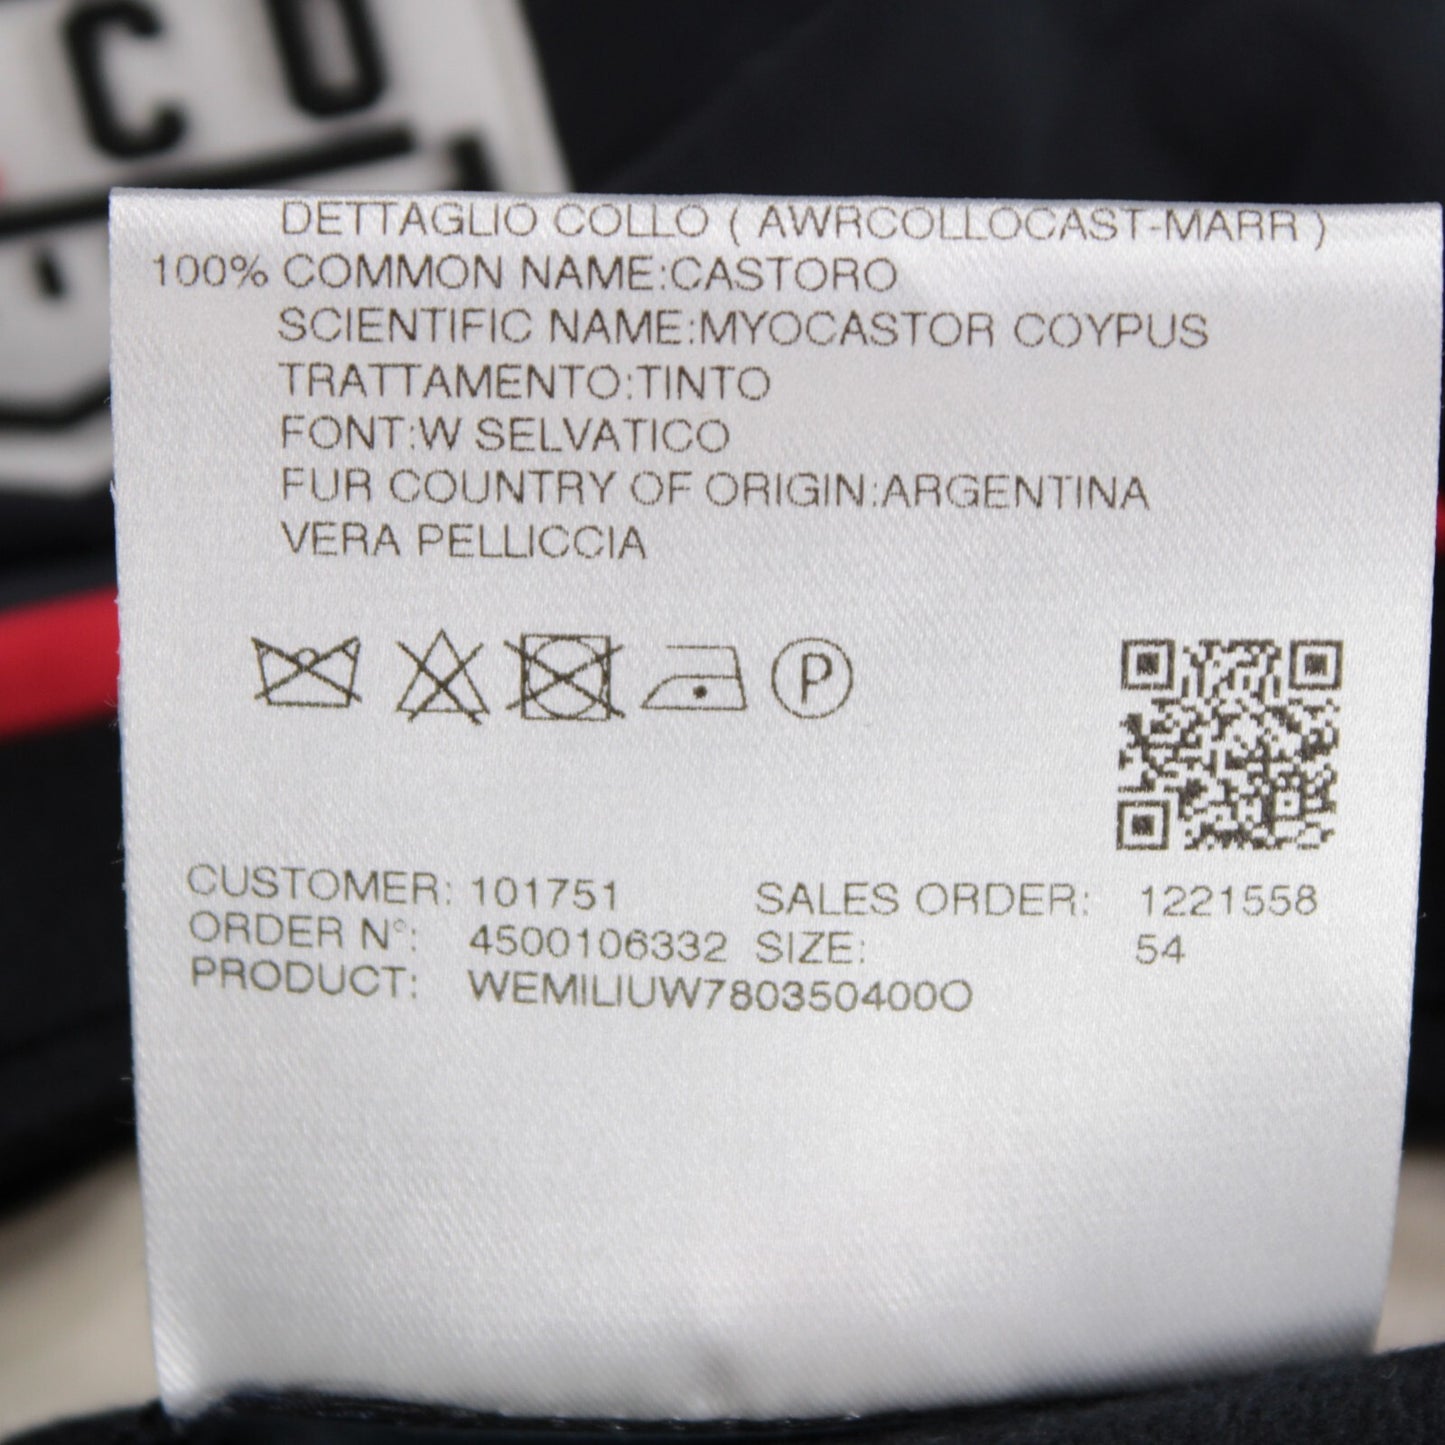 CO
DETTAGLIO COLLO ( AWRCOLLOCAST-MARR )
100% COMMON NAME:CASTORO
SCIENTIFIC NAME:MYOCASTOR COYPUS
TRATTAMENTO:TINTO
FONT:W SELVATICO
FUR COUNTRY OF ORIGIN:ARGENTINA
VERA PELLICCIA
P
CUSTOMER: 101751 SALES ORDER: 1221558
ORDER N°: 4500106332 SIZE: 54
PRODUCT: WEMILIUW780350400O